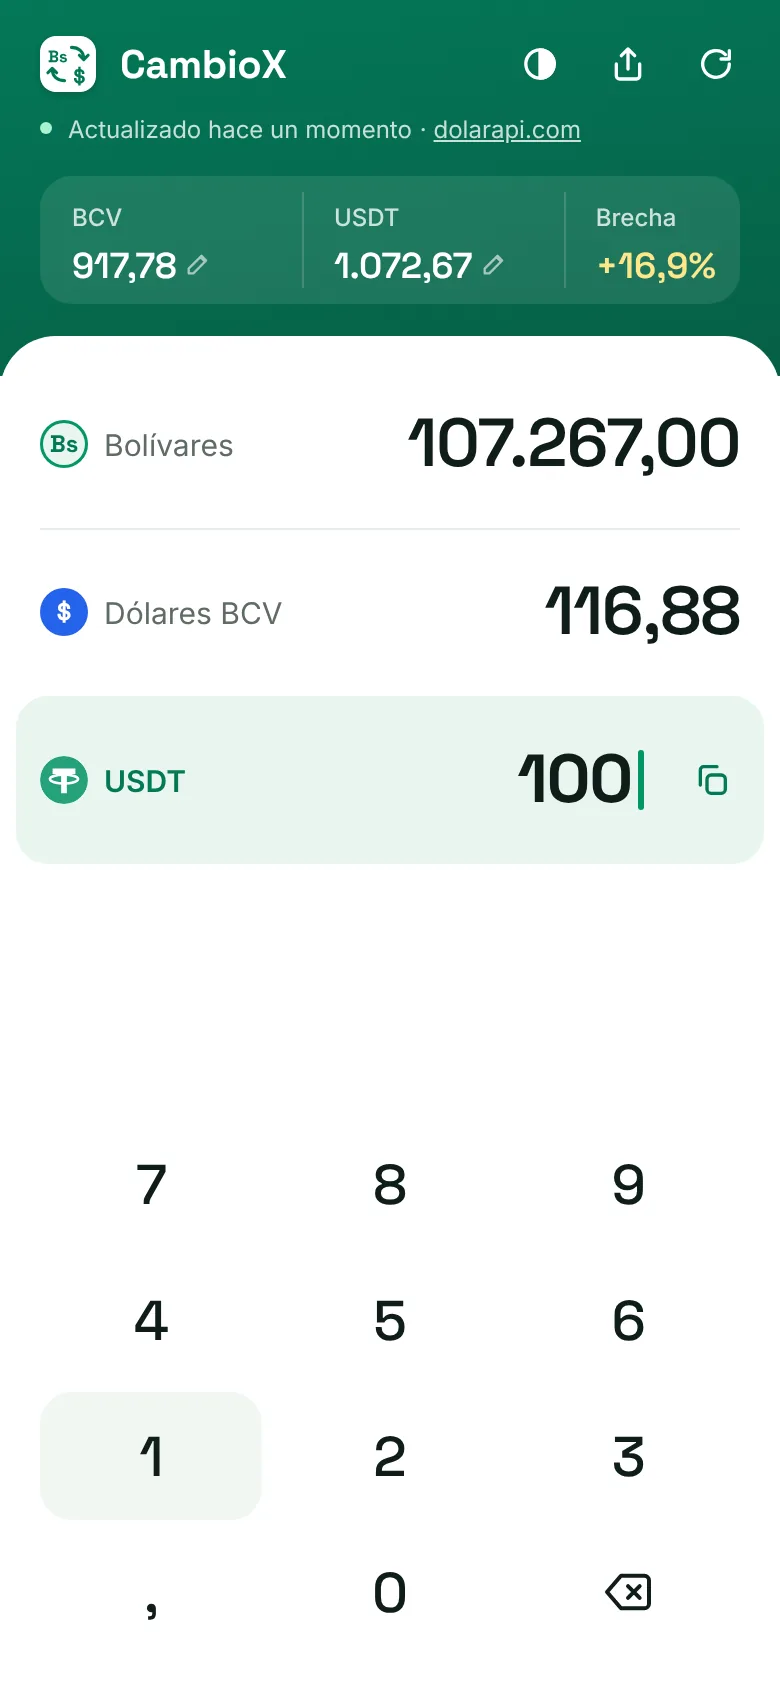 Bs $ CambioX
Actualizado hace un momento · dolarapi.com
BCV USDT Brecha
917,78 1.072,67 +16,9%
Bs Bolívares 107.267,00
$ Dólares BCV 116,88
USDT 100
7 8 9
4 5 6
1 2 3
, 0